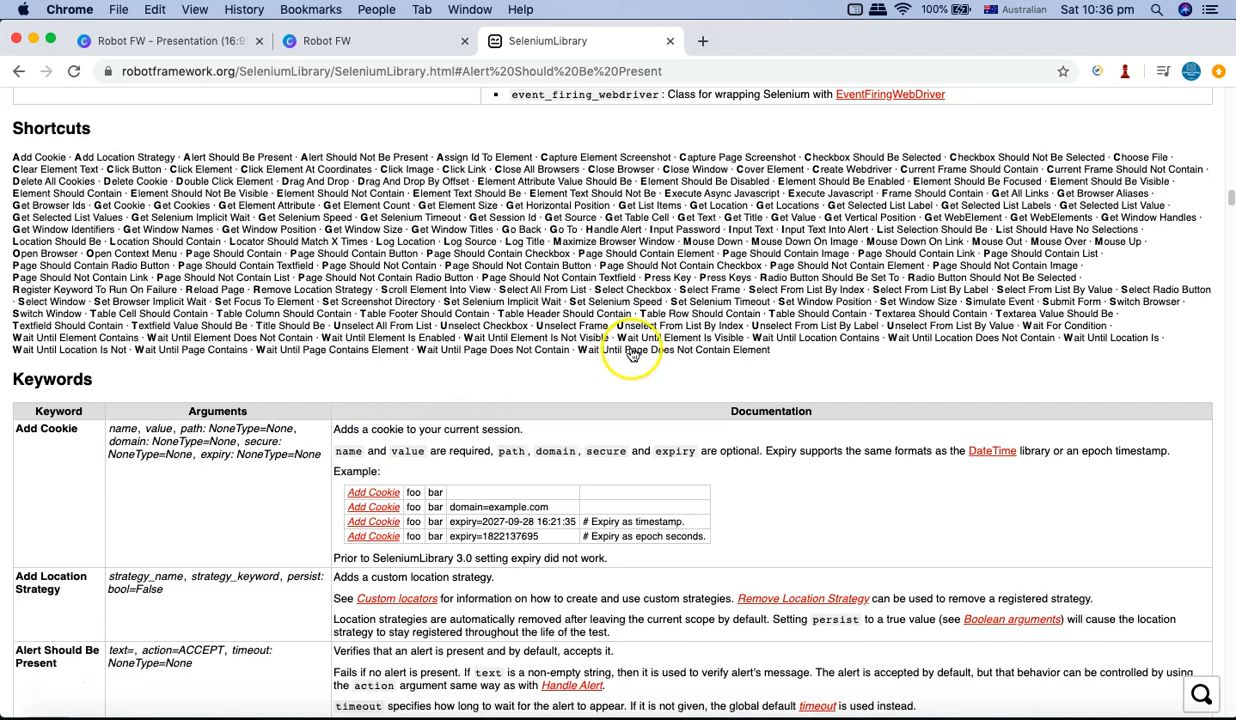 Chrome File Edit View History Bookmarks People Tab Window Help 100% Australian Sat 10:36 pm
Robot FW - Presentation (16:9) Robot FW SeleniumLibrary
robotframework.org/SeleniumLibrary/SeleniumLibrary.html#Alert%20Should%20Be%20Present
▪ event_firing_webdriver: Class for wrapping Selenium with EventFiringWebDriver
Shortcuts
Add Cookie · Add Location Strategy · Alert Should Be Present · Alert Should Not Be Present · Assign Id To Element · Capture Element Screenshot · Capture Page Screenshot · Checkbox Should Be Selected · Checkbox Should Not Be Selected · Choose File ·
Clear Element Text · Click Button · Click Element · Click Element At Coordinates · Click Image · Click Link · Close All Browsers · Close Browser · Close Window · Cover Element · Create Webdriver · Current Frame Should Contain · Current Frame Should Not Contain ·
Delete All Cookies · Delete Cookie · Double Click Element · Drag And Drop · Drag And Drop By Offset · Element Attribute Value Should Be · Element Should Be Disabled · Element Should Be Enabled · Element Should Be Focused · Element Should Be Visible ·
Element Should Contain · Element Should Not Be Visible · Element Should Not Contain · Element Text Should Be · Element Text Should Not Be · Execute Async Javascript · Execute Javascript · Frame Should Contain · Get All Links · Get Browser Aliases ·
Get Browser Ids · Get Cookie · Get Cookies · Get Element Attribute · Get Element Count · Get Element Size · Get Horizontal Position · Get List Items · Get Location · Get Locations · Get Selected List Label · Get Selected List Labels · Get Selected List Value ·
Get Selected List Values · Get Selenium Implicit Wait · Get Selenium Speed · Get Selenium Timeout · Get Session Id · Get Source · Get Table Cell · Get Text · Get Title · Get Value · Get Vertical Position · Get WebElement · Get WebElements · Get Window Handles ·
Get Window Identifiers · Get Window Names · Get Window Position · Get Window Size · Get Window Titles · Go Back · Go To · Handle Alert · Input Password · Input Text · Input Text Into Alert · List Selection Should Be · List Should Have No Selections ·
Location Should Be · Location Should Contain · Locator Should Match X Times · Log Location · Log Source · Log Title · Maximize Browser Window · Mouse Down · Mouse Down On Image · Mouse Down On Link · Mouse Out · Mouse Over · Mouse Up ·
Open Browser · Open Context Menu · Page Should Contain · Page Should Contain Button · Page Should Contain Checkbox · Page Should Contain Element · Page Should Contain Image · Page Should Contain Link · Page Should Contain List ·
Page Should Contain Radio Button · Page Should Contain Textfield · Page Should Not Contain · Page Should Not Contain Button · Page Should Not Contain Checkbox · Page Should Not Contain Element · Page Should Not Contain Image ·
Page Should Not Contain Link · Page Should Not Contain List · Page Should Not Contain Radio Button · Page Should Not Contain Textfield · Press Key · Press Keys · Radio Button Should Be Set To · Radio Button Should Not Be Selected ·
Register Keyword To Run On Failure · Reload Page · Remove Location Strategy · Scroll Element Into View · Select All From List · Select Checkbox · Select Frame · Select From List By Index · Select From List By Label · Select From List By Value · Select Radio Button
· Select Window · Set Browser Implicit Wait · Set Focus To Element · Set Screenshot Directory · Set Selenium Implicit Wait · Set Selenium Speed · Set Selenium Timeout · Set Window Position · Set Window Size · Simulate Event · Submit Form · Switch Browser ·
Switch Window · Table Cell Should Contain · Table Column Should Contain · Table Footer Should Contain · Table Header Should Contain · Table Row Should Contain · Table Should Contain · Textarea Should Contain · Textarea Value Should Be ·
Textfield Should Contain · Textfield Value Should Be · Title Should Be · Unselect All From List · Unselect Checkbox · Unselect Frame · Unselect From List By Index · Unselect From List By Label · Unselect From List By Value · Wait For Condition ·
Wait Until Element Contains · Wait Until Element Does Not Contain · Wait Until Element Is Enabled · Wait Until Element Is Not Visible · Wait Until Element Is Visible · Wait Until Location Contains · Wait Until Location Does Not Contain · Wait Until Location Is ·
Wait Until Location Is Not · Wait Until Page Contains · Wait Until Page Contains Element · Wait Until Page Does Not Contain · Wait Until Page Does Not Contain Element
Keywords
Keyword Arguments Documentation
Add Cookie name, value, path: NoneType=None, domain: NoneType=None, secure: NoneType=None, expiry: NoneType=None Adds a cookie to your current session.
name and value are required, path, domain, secure and expiry are optional. Expiry supports the same formats as the DateTime library or an epoch timestamp.
Example:
Add Cookie foo bar
Add Cookie foo bar domain=example.com
Add Cookie foo bar expiry=2027-09-28 16:21:35 # Expiry as timestamp.
Add Cookie foo bar expiry=1822137695 # Expiry as epoch seconds.
Prior to SeleniumLibrary 3.0 setting expiry did not work.
Add Location Strategy strategy_name, strategy_keyword, persist: bool=False Adds a custom location strategy.
See Custom locators for information on how to create and use custom strategies. Remove Location Strategy can be used to remove a registered strategy.
Location strategies are automatically removed after leaving the current scope by default. Setting persist to a true value (see Boolean arguments) will cause the location
strategy to stay registered throughout the life of the test.
Alert Should Be Present text=, action=ACCEPT, timeout: NoneType=None Verifies that an alert is present and by default, accepts it.
Fails if no alert is present. If text is a non-empty string, then it is used to verify alert's message. The alert is accepted by default, but that behavior can be controlled by using
the action argument same way as with Handle Alert.
timeout specifies how long to wait for the alert to appear. If it is not given, the global default timeout is used instead.